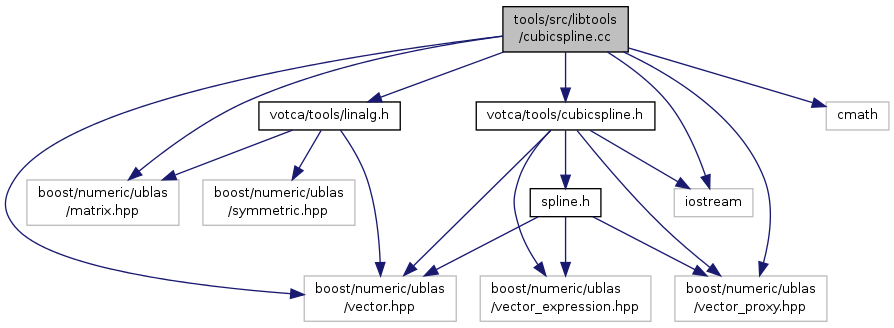 tools/src/libtools
/cubicspline.cc
votca/tools/linalg.h
votca/tools/cubicspline.h
cmath
boost/numeric/ublas
/matrix.hpp
boost/numeric/ublas
/symmetric.hpp
spline.h
iostream
boost/numeric/ublas
/vector.hpp
boost/numeric/ublas
/vector_expression.hpp
boost/numeric/ublas
/vector_proxy.hpp